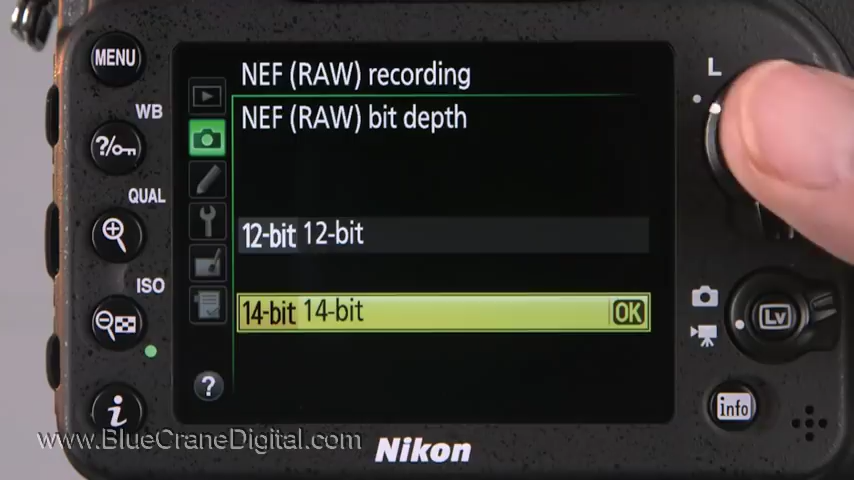 MENU
L
NEF (RAW) recording
WB
NEF (RAW) bit depth
?
QUAL
12-bit 12-bit
ISO
14-bit 14-bit OK
Lv
?
i
info
www.BlueCraneDigital.com
Nikon